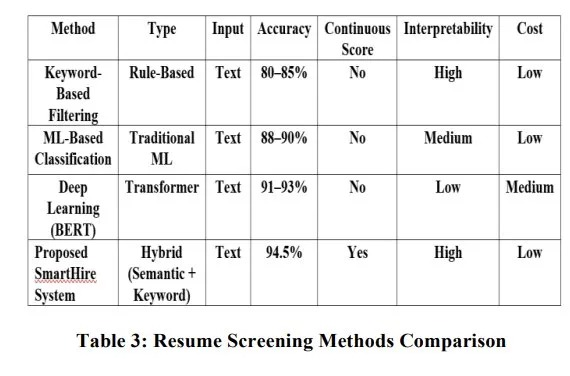 Method Type Input Accuracy Continuous Score Interpretability Cost
Keyword-Based Filtering Rule-Based Text 80–85% No High Low
ML-Based Classification Traditional ML Text 88–90% No Medium Low
Deep Learning (BERT) Transformer Text 91–93% No Low Medium
Proposed SmartHire System Hybrid (Semantic + Keyword) Text 94.5% Yes High Low
Table 3: Resume Screening Methods Comparison